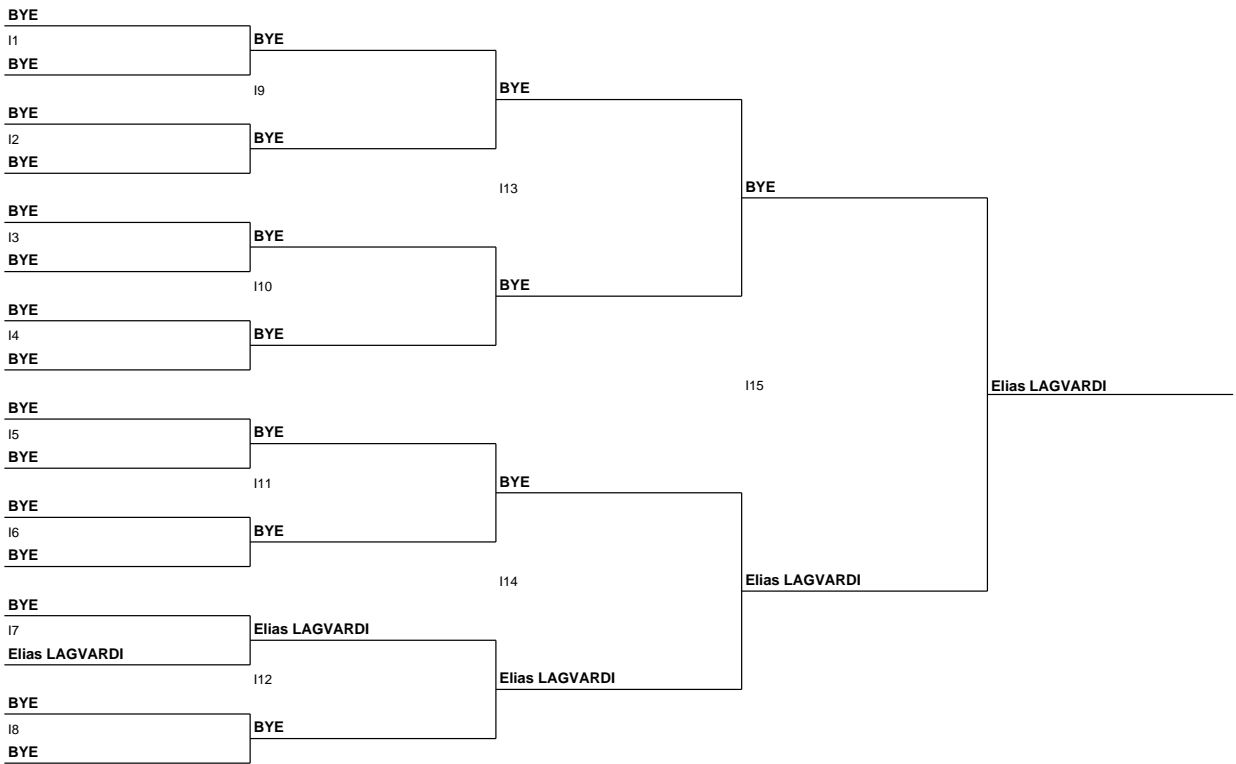 BYE
I1
BYE
BYE
I9
BYE
BYE
I2
BYE
BYE
I13
BYE
BYE
I3
BYE
BYE
I10
BYE
BYE
I4
BYE
BYE
I15
Elias LAGVARDI
BYE
I5
BYE
BYE
I11
BYE
BYE
I6
BYE
BYE
I14
Elias LAGVARDI
BYE
I7
Elias LAGVARDI
Elias LAGVARDI
I12
Elias LAGVARDI
BYE
I8
BYE
BYE